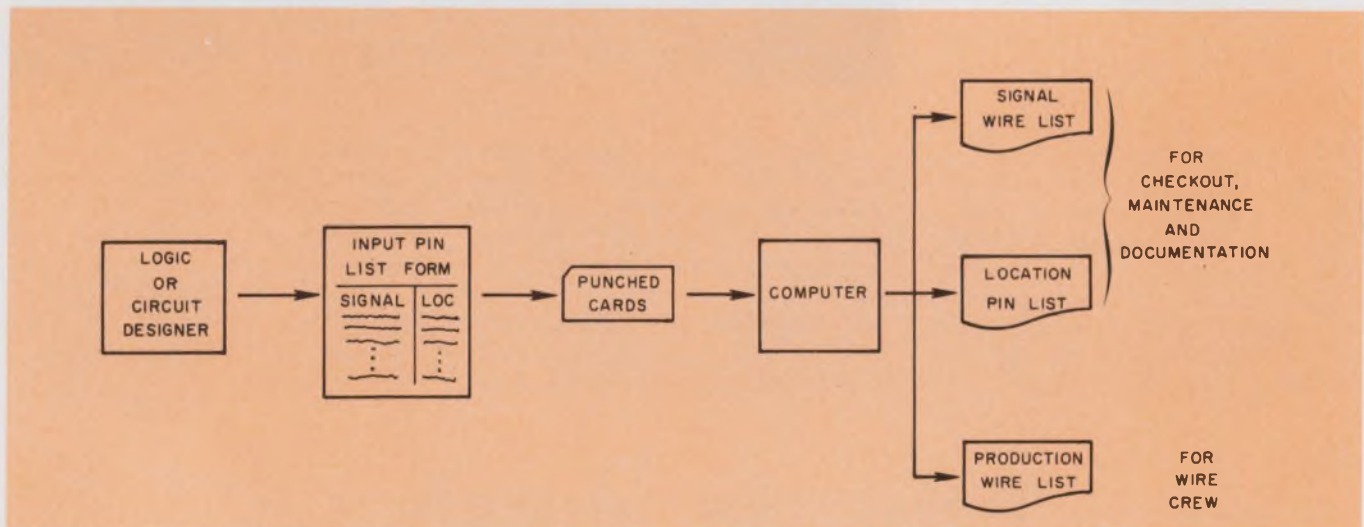 LOGIC
OR
CIRCUIT
DESIGNER
INPUT PIN
LIST FORM
SIGNAL LOC
PUNCHED
CARDS
COMPUTER
SIGNAL
WIRE LIST
LOCATION
PIN LIST
FOR
CHECKOUT,
MAINTENANCE
AND
DOCUMENTATION
PRODUCTION
WIRE LIST
FOR
WIRE
CREW